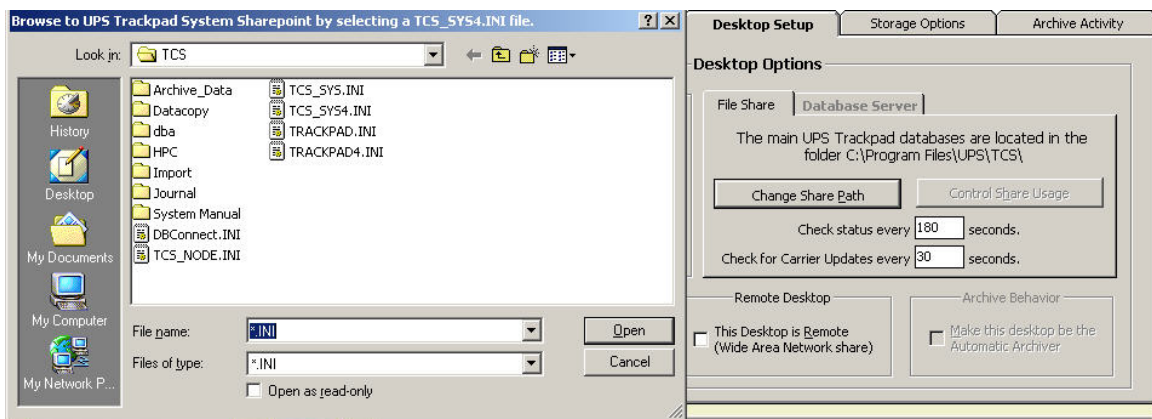 Browse to UPS Trackpad System Sharepoint by selecting a TCS_SYS4.INI file.
Look in:
TCS
History
Desktop
My Documents
My Computer
My Network P...
Archive_Data
Datacopy
dba
HPC
Import
Journal
System Manual
DBConnect.INI
TCS_NODE.INI
TCS_SYS.INI
TCS_SYS4.INI
TRACKPAD.INI
TRACKPAD4.INI
File name:
*.INI
Open
Files of type:
*.INI
Cancel
Open as read-only
Desktop Setup
Storage Options
Archive Activity
Desktop Options
File Share
Database Server
The main UPS Trackpad databases are located in the
folder C:\Program Files\UPS\TCS\
Change Share Path
Control Share Usage
Check status every 180 seconds.
Check for Carrier Updates every 30 seconds.
Remote Desktop
This Desktop is Remote
(Wide Area Network share)
Archive Behavior
Make this desktop be the
Automatic Archiver